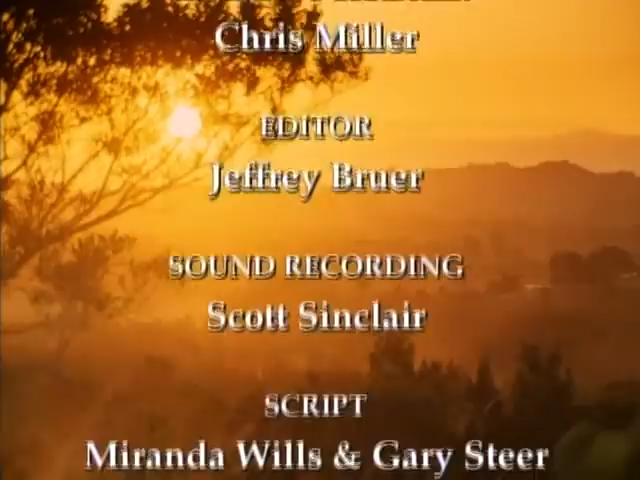 Chris Miller
EDITOR
Jeffrey Bruer
SOUND RECORDING
Scott Sinclair
SCRIPT
Miranda Wills & Gary Steer